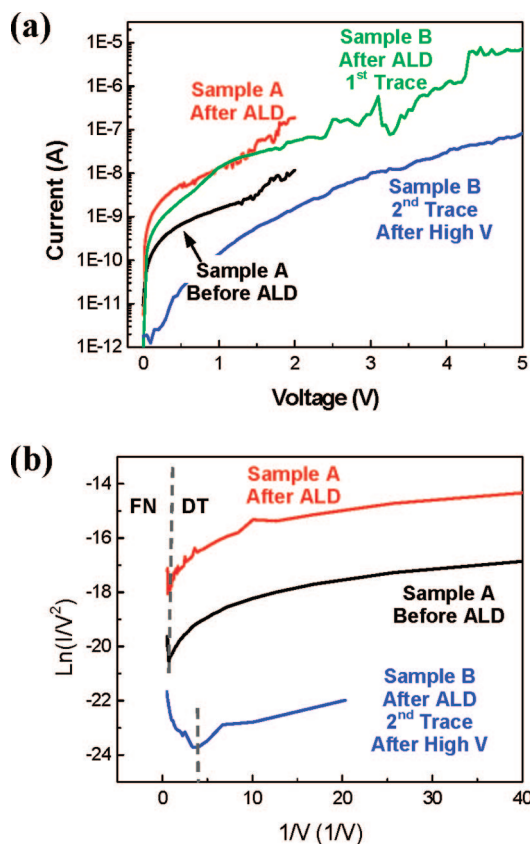 (a)
1E-5
1E-6
1E-7
1E-8
1E-9
1E-10
1E-11
1E-12
Current (A)
Sample A
After ALD
Sample B
After ALD
1st Trace
Sample B
2nd Trace
After High V
Sample A
Before ALD
0
1
2
3
4
5
Voltage (V)
(b)
-14
-16
-18
-20
-22
-24
Ln(I/V²)
FN
DT
Sample A
After ALD
Sample A
Before ALD
Sample B
After ALD
2nd Trace
After High V
0
10
20
30
40
1/V (1/V)